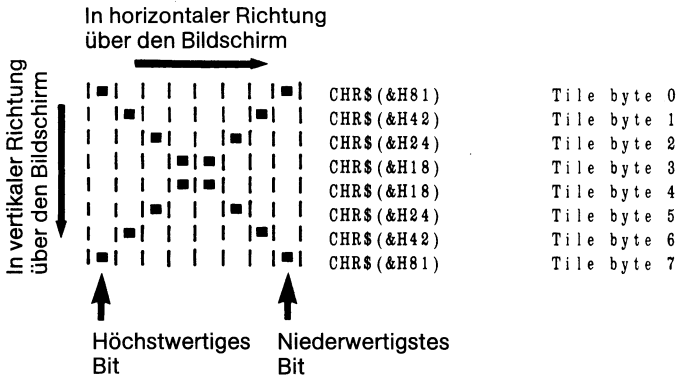 In horizontaler Richtung
über den Bildschirm
In vertikaler Richtung
über den Bildschirm
CHR$(&H81) Tile byte 0
CHR$(&H42) Tile byte 1
CHR$(&H24) Tile byte 2
CHR$(&H18) Tile byte 3
CHR$(&H18) Tile byte 4
CHR$(&H24) Tile byte 5
CHR$(&H42) Tile byte 6
CHR$(&H81) Tile byte 7
Höchstwertiges
Bit
Niederwertigstes
Bit